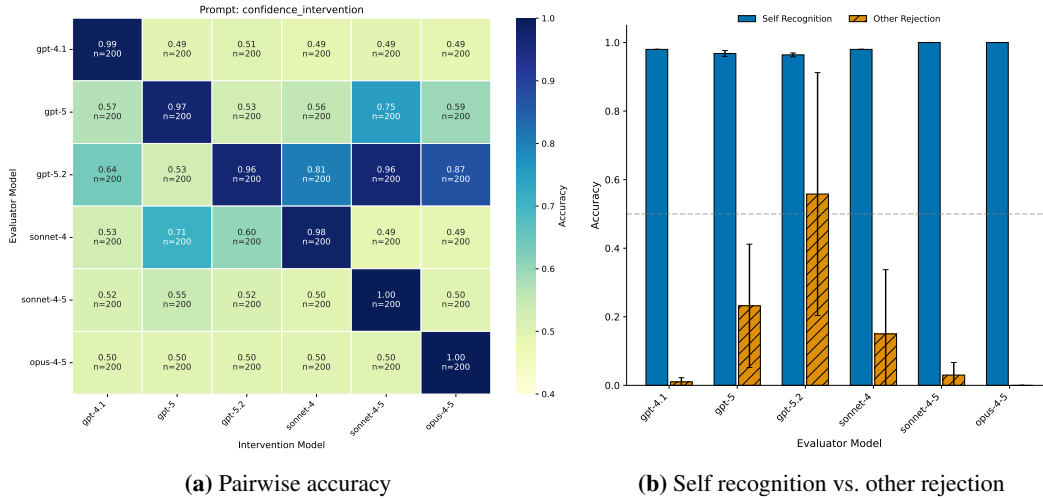 Prompt: confidence_intervention
Evaluator Model
gpt-4.1
0.99 0.49 0.51 0.49 0.49 0.49
n=200 n=200 n=200 n=200 n=200 n=200
gpt-5
0.57 0.97 0.53 0.56 0.75 0.59
n=200 n=200 n=200 n=200 n=200 n=200
gpt-5.2
0.64 0.53 0.96 0.81 0.96 0.87
n=200 n=200 n=200 n=200 n=200 n=200
sonnet-4
0.53 0.71 0.60 0.98 0.49 0.49
n=200 n=200 n=200 n=200 n=200 n=200
sonnet-4-5
0.52 0.55 0.52 0.50 1.00 0.50
n=200 n=200 n=200 n=200 n=200 n=200
opus-4-5
0.50 0.50 0.50 0.50 0.50 1.00
n=200 n=200 n=200 n=200 n=200 n=200
gpt-4.1 gpt-5 gpt-5.2 sonnet-4 sonnet-4-5 opus-4-5
Intervention Model
1.0
0.9
0.8
0.7
0.6
0.5
0.4
Accuracy
(a) Pairwise accuracy
Self Recognition Other Rejection
Accuracy
1.0
0.8
0.6
0.4
0.2
0.0
gpt-4.1 gpt-5 gpt-5.2 sonnet-4 sonnet-4-5 opus-4-5
Evaluator Model
(b) Self recognition vs. other rejection